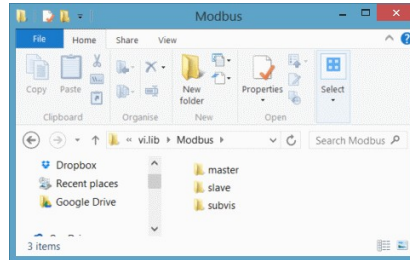 Modbus
File Home Share View
Copy Paste New folder Properties Select
Clipboard Organise New Open
« vi.lib Modbus Search Modbus
Dropbox
Recent places
Google Drive
master
slave
subvis
3 items